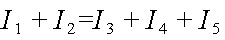 I₁ + I₂=I₃ + I₄ + I₅